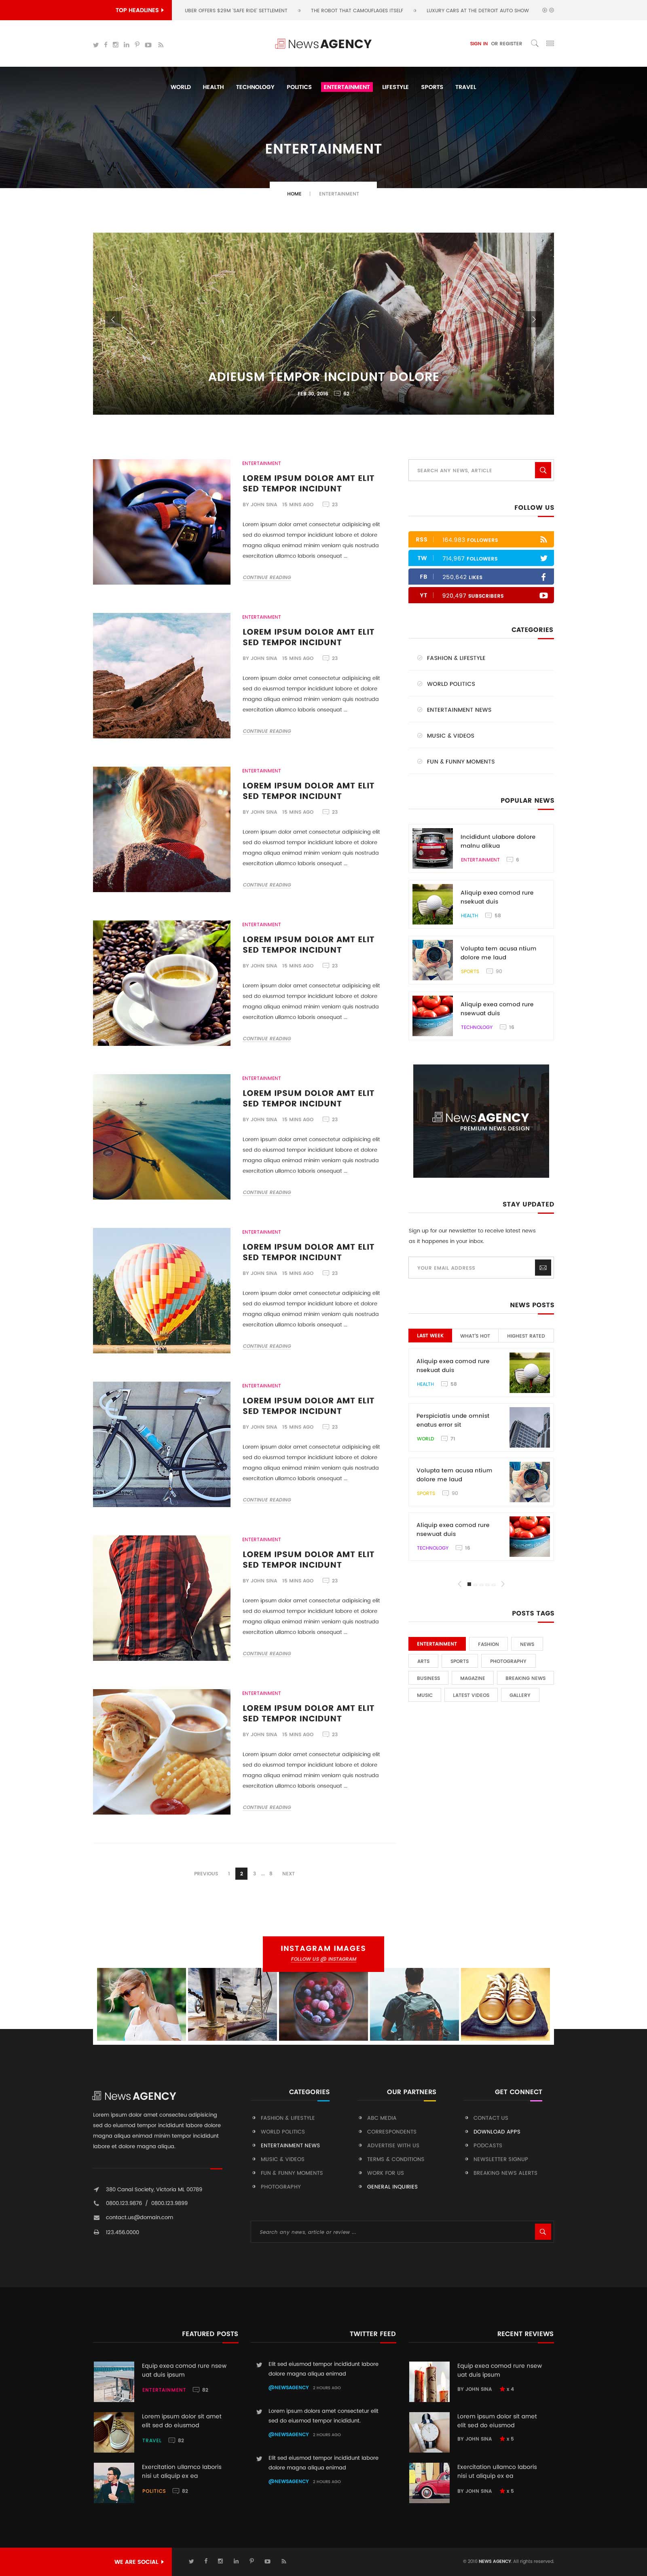 TOP HEADLINES
UBER OFFERS $28M 'SAFE RIDE' SETTLEMENT
THE ROBOT THAT CAMOUFLAGES ITSELF
LUXURY CARS AT THE DETROIT AUTO SHOW
News AGENCY
SIGN IN OR REGISTER
WORLD HEALTH TECHNOLOGY POLITICS ENTERTAINMENT LIFESTYLE SPORTS TRAVEL
ENTERTAINMENT
HOME | ENTERTAINMENT
ADIEUSM TEMPOR INCIDUNT DOLORE
FEB 30, 2016 52
ENTERTAINMENT
LOREM IPSUM DOLOR AMT ELIT
SED TEMPOR INCIDUNT
BY JOHN SINA 15 MINS AGO 23
Lorem ipsum dolor amet consectetur adipisicing elit
sed do eiusmod tempor incididunt labore et dolore
magna aliqua enimad minim veniam quis nostruda
exercitation ullamco laboris onsequat ...
CONTINUE READING
ENTERTAINMENT
LOREM IPSUM DOLOR AMT ELIT
SED TEMPOR INCIDUNT
BY JOHN SINA 15 MINS AGO 23
Lorem ipsum dolor amet consectetur adipisicing elit
sed do eiusmod tempor incididunt labore et dolore
magna aliqua enimad minim veniam quis nostruda
exercitation ullamco laboris onsequat ...
CONTINUE READING
ENTERTAINMENT
LOREM IPSUM DOLOR AMT ELIT
SED TEMPOR INCIDUNT
BY JOHN SINA 15 MINS AGO 23
Lorem ipsum dolor amet consectetur adipisicing elit
sed do eiusmod tempor incididunt labore et dolore
magna aliqua enimad minim veniam quis nostruda
exercitation ullamco laboris onsequat ...
CONTINUE READING
ENTERTAINMENT
LOREM IPSUM DOLOR AMT ELIT
SED TEMPOR INCIDUNT
BY JOHN SINA 15 MINS AGO 23
Lorem ipsum dolor amet consectetur adipisicing elit
sed do eiusmod tempor incididunt labore et dolore
magna aliqua enimad minim veniam quis nostruda
exercitation ullamco laboris onsequat ...
CONTINUE READING
ENTERTAINMENT
LOREM IPSUM DOLOR AMT ELIT
SED TEMPOR INCIDUNT
BY JOHN SINA 15 MINS AGO 23
Lorem ipsum dolor amet consectetur adipisicing elit
sed do eiusmod tempor incididunt labore et dolore
magna aliqua enimad minim veniam quis nostruda
exercitation ullamco laboris onsequat ...
CONTINUE READING
ENTERTAINMENT
LOREM IPSUM DOLOR AMT ELIT
SED TEMPOR INCIDUNT
BY JOHN SINA 15 MINS AGO 23
Lorem ipsum dolor amet consectetur adipisicing elit
sed do eiusmod tempor incididunt labore et dolore
magna aliqua enimad minim veniam quis nostruda
exercitation ullamco laboris onsequat ...
CONTINUE READING
ENTERTAINMENT
LOREM IPSUM DOLOR AMT ELIT
SED TEMPOR INCIDUNT
BY JOHN SINA 15 MINS AGO 23
Lorem ipsum dolor amet consectetur adipisicing elit
sed do eiusmod tempor incididunt labore et dolore
magna aliqua enimad minim veniam quis nostruda
exercitation ullamco laboris onsequat ...
CONTINUE READING
ENTERTAINMENT
LOREM IPSUM DOLOR AMT ELIT
SED TEMPOR INCIDUNT
BY JOHN SINA 15 MINS AGO 23
Lorem ipsum dolor amet consectetur adipisicing elit
sed do eiusmod tempor incididunt labore et dolore
magna aliqua enimad minim veniam quis nostruda
exercitation ullamco laboris onsequat ...
CONTINUE READING
ENTERTAINMENT
LOREM IPSUM DOLOR AMT ELIT
SED TEMPOR INCIDUNT
BY JOHN SINA 15 MINS AGO 23
Lorem ipsum dolor amet consectetur adipisicing elit
sed do eiusmod tempor incididunt labore et dolore
magna aliqua enimad minim veniam quis nostruda
exercitation ullamco laboris onsequat ...
CONTINUE READING
PREVIOUS 1 2 3 ... 8 NEXT
SEARCH ANY NEWS, ARTICLE
FOLLOW US
RSS 164,983 FOLLOWERS
TW 714,967 FOLLOWERS
FB 250,642 LIKES
YT 920,497 SUBSCRIBERS
CATEGORIES
FASHION & LIFESTYLE
WORLD POLITICS
ENTERTAINMENT NEWS
MUSIC & VIDEOS
FUN & FUNNY MOMENTS
POPULAR NEWS
Incididunt ulabore dolore
malnu alikua
ENTERTAINMENT 6
Aliquip exea comod rure
nsekuat duis
HEALTH 59
Volupta tem acusa ntium
dolore me laud
SPORTS 50
Aliquip exea comod rure
nsewuat duis
TECHNOLOGY 16
News AGENCY
PREMIUM NEWS DESIGN
STAY UPDATED
Sign up for our newsletter to receive latest news
as it happenes in your inbox.
YOUR EMAIL ADDRESS
NEWS POSTS
LAST WEEK WHAT'S HOT HIGHEST RATED
Aliquip exea comod rure
nsekuat duis
HEALTH 59
Perspiciatis unde omnist
enatus error sit
WORLD 71
Volupta tem acusa ntium
dolore me laud
SPORTS 50
Aliquip exea comod rure
nsewuat duis
TECHNOLOGY 16
POSTS TAGS
ENTERTAINMENT FASHION NEWS
ARTS SPORTS PHOTOGRAPHY
BUSINESS MAGAZINE BREAKING NEWS
MUSIC LATEST VIDEOS GALLERY
INSTAGRAM IMAGES
FOLLOW US @ INSTAGRAM
News AGENCY
Lorem ipsum dolor amet consecteu adipisicing
elit sed tempor incididunt labore dolore magna
aliqua enimad minim tempor incididunt
labore et dolore magna aliqua.
380 Canal Society, Victoria ML 00789
0800.123.9876 / 0800.123.9899
contact.us@domain.com
123.456.0000
CATEGORIES
FASHION & LIFESTYLE
WORLD POLITICS
ENTERTAINMENT NEWS
MUSIC & VIDEOS
FUN & FUNNY MOMENTS
PHOTOGRAPHY
OUR PARTNERS
ABC MEDIA
CORRESPONDENTS
ADVERTISE WITH US
TERMS & CONDITIONS
WORK FOR US
GENERAL INQUIRIES
GET CONNECT
CONTACT US
DOWNLOAD APPS
PODCASTS
NEWSLETTER SIGNUP
BREAKING NEWS ALERTS
Search any news, article or review ...
FEATURED POSTS
Equip exea comod rure nsew
uat duis ipsum
ENTERTAINMENT 82
Lorem ipsum dolor sit amet
elit sed do eiusmod
TRAVEL 82
Exercitation ullamco laboris
nisi ut aliquip ex ea
POLITICS 82
TWITTER FEED
Elit sed eiusmod tempor incididunt labore
dolore magna aliqua enimad
@NEWSAGENCY 2 HOURS AGO
Lorem ipsum dolors amet consectetur elit
sed do eiusmod tempor incididunt.
@NEWSAGENCY 2 HOURS AGO
Elit sed eiusmod tempor incididunt labore
dolore magna aliqua enimad
@NEWSAGENCY 2 HOURS AGO
RECENT REVIEWS
Equip exea comod rure nsew
uat duis ipsum
BY JOHN SINA x 4
Lorem ipsum dolor sit amet
elit sed do eiusmod
BY JOHN SINA x 5
Exercitation ullamco laboris
nisi ut aliquip ex ea
BY JOHN SINA x 5
WE ARE SOCIAL
NEWS AGENCY. All rights reserved.